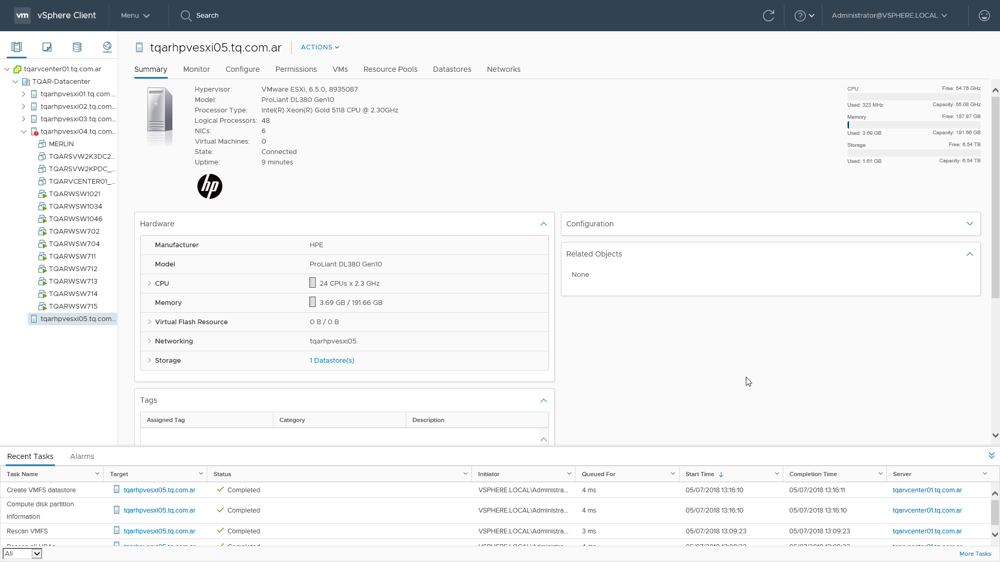 vm vSphere Client Menu Search Administrator@VSPHERE.LOCAL
tqarvcenter01.tq.com.ar
TQAR-Datacenter
tqarhpvesxi01.tq.com....
tqarhpvesxi02.tq.com...
tqarhpvesxi03.tq.com...
tqarhpvesxi04.tq.com...
MERLIN
TQARSVW2K3DC2...
TQARSVW2KPDC_...
TQARVCENTER01_...
TQARWSW1021
TQARWSW1034
TQARWSW1046
TQARWSW702
TQARWSW704
TQARWSW711
TQARWSW712
TQARWSW713
TQARWSW714
TQARWSW715
tqarhpvesxi05.tq.com...
tqarhpvesxi05.tq.com.ar ACTIONS
Summary Monitor Configure Permissions VMs Resource Pools Datastores Networks
Hypervisor: VMware ESXi, 6.5.0, 8935087
Model: ProLiant DL380 Gen10
Processor Type: Intel(R) Xeon(R) Gold 5118 CPU @ 2.30GHz
Logical Processors: 48
NICs: 6
Virtual Machines: 0
State: Connected
Uptime: 9 minutes
hp
CPU Free: 54.76 GHz
Used: 323 MHz Capacity: 55.08 GHz
Memory Free: 187.97 GB
Used: 3.69 GB Capacity: 191.66 GB
Storage Free: 6.54 TB
Used: 1.61 GB Capacity: 6.54 TB
Hardware
Manufacturer HPE
Model ProLiant DL380 Gen10
CPU 24 CPUs x 2.3 GHz
Memory 3.69 GB / 191.66 GB
Virtual Flash Resource 0 B / 0 B
Networking tqarhpvesxi05.
Storage 1 Datastore(s)
Tags
Assigned Tag Category Description
Configuration
Related Objects
None
Recent Tasks Alarms
Task Name Target Status Initiator Queued For Start Time Completion Time Server
Create VMFS datastore tqarhpvesxi05.tq.com.ar Completed VSPHERE.LOCAL\Administra... 4 ms 05/07/2018 13:16:10 05/07/2018 13:16:11 tqarvcenter01.tq.com.ar
Compute disk partition
information tqarhpvesxi05.tq.com.ar Completed VSPHERE.LOCAL\Administra... 4 ms 05/07/2018 13:16:10 05/07/2018 13:16:10 tqarvcenter01.tq.com.ar
Rescan VMFS tqarhpvesxi05.tq.com.ar Completed VSPHERE.LOCAL\Administra... 3 ms 05/07/2018 13:09:23 05/07/2018 13:09:23 tqarvcenter01.tq.com.ar
All More Tasks